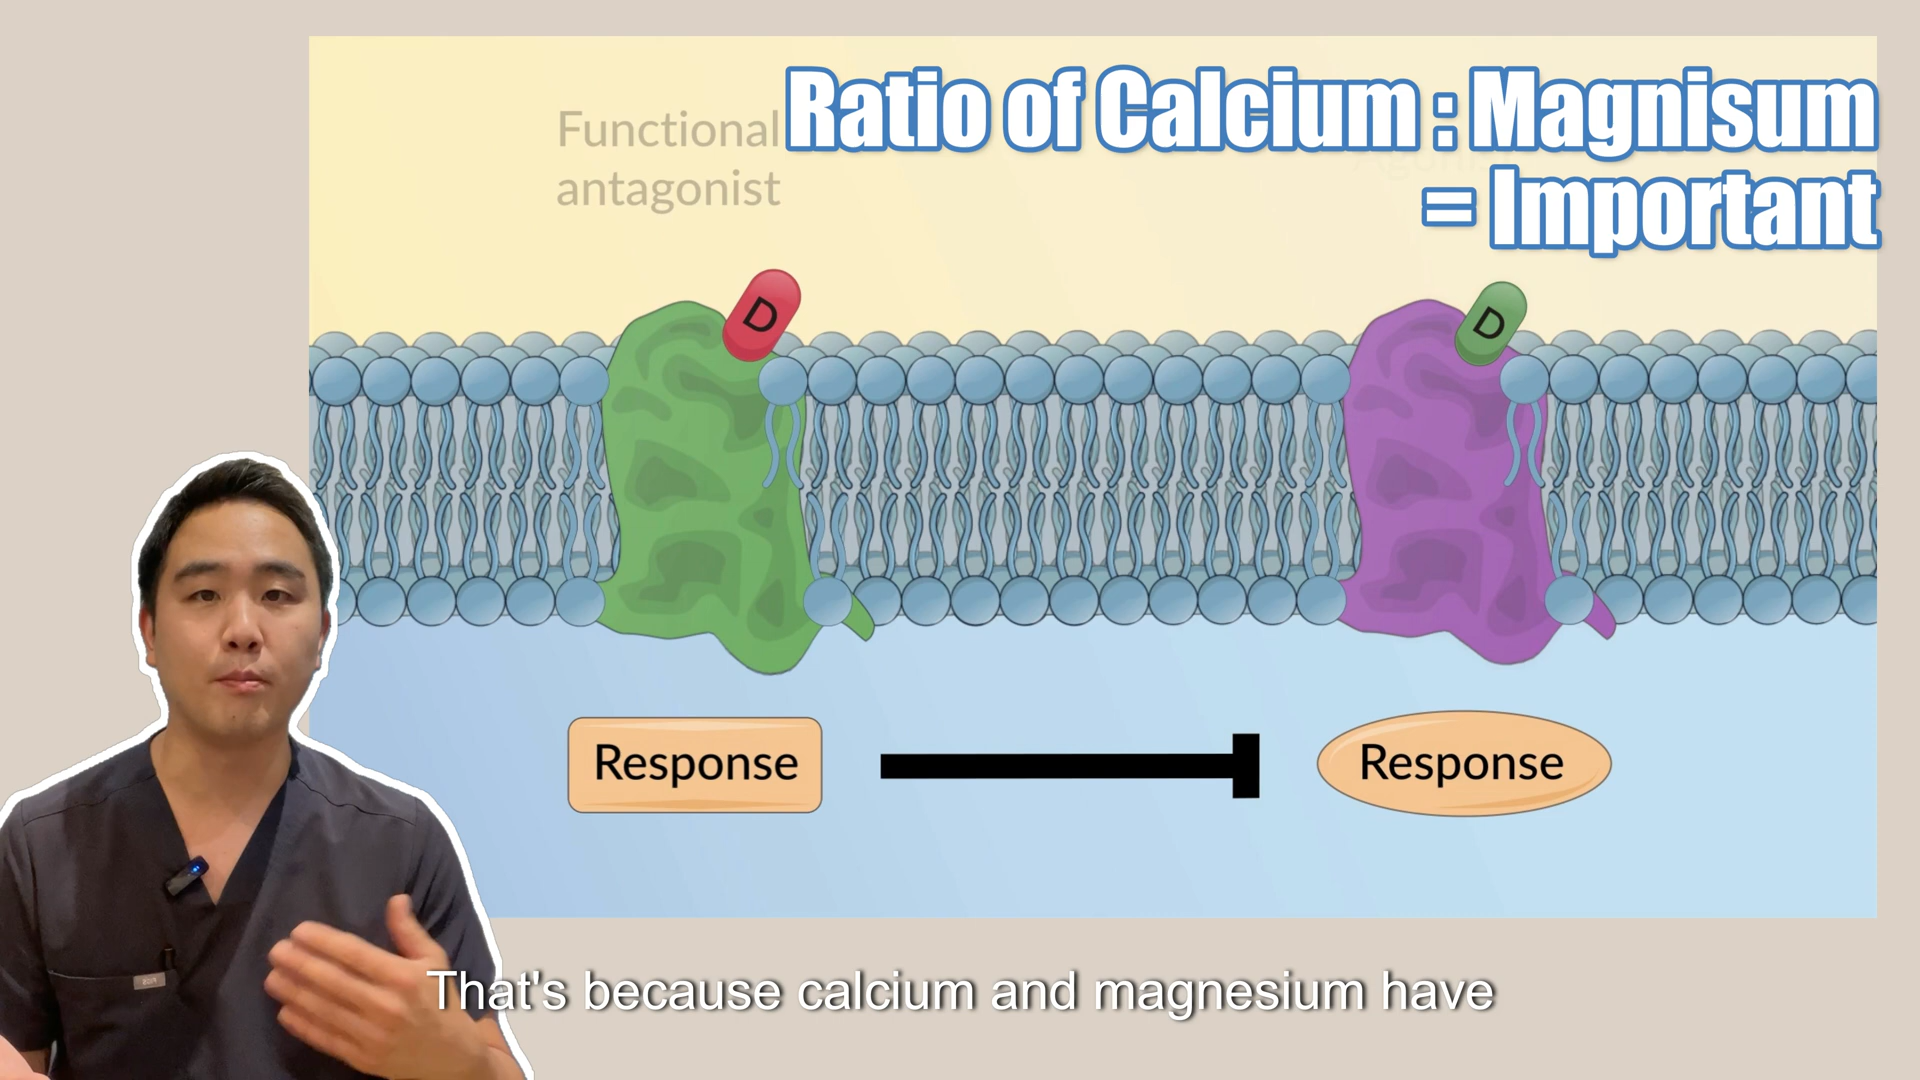 Ratio of Calcium : Magnisum
= Important
Functional
antagonist
D
D
Response
Response
That's because calcium and magnesium have